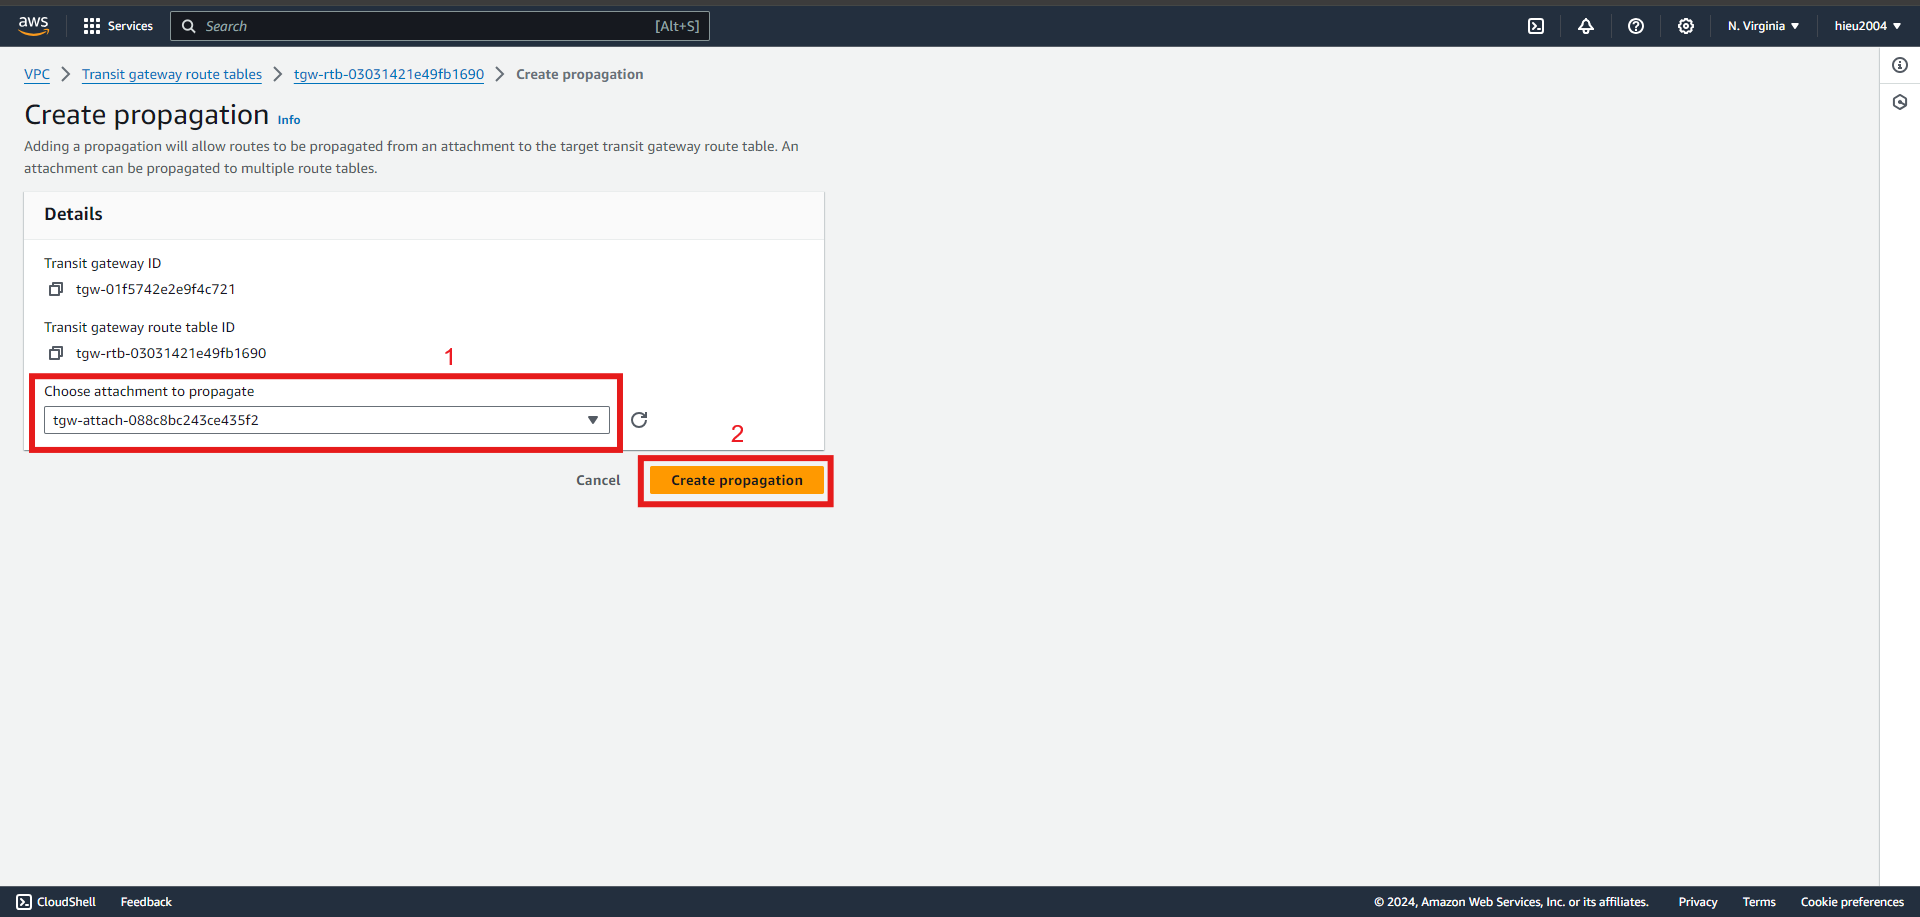 aws
Services
Search
[Alt+S]
N. Virginia
hieu2004
VPC
Transit gateway route tables
tgw-rtb-03031421e49fb1690
Create propagation
Create propagation Info
Adding a propagation will allow routes to be propagated from an attachment to the target transit gateway route table. An
attachment can be propagated to multiple route tables.
Details
Transit gateway ID
tgw-01f5742e2e9f4c721
Transit gateway route table ID
tgw-rtb-03031421e49fb1690
1
Choose attachment to propagate
tgw-attach-088c8bc243ce435f2
2
Cancel
Create propagation
CloudShell
Feedback
© 2024, Amazon Web Services, Inc. or its affiliates.
Privacy
Terms
Cookie preferences